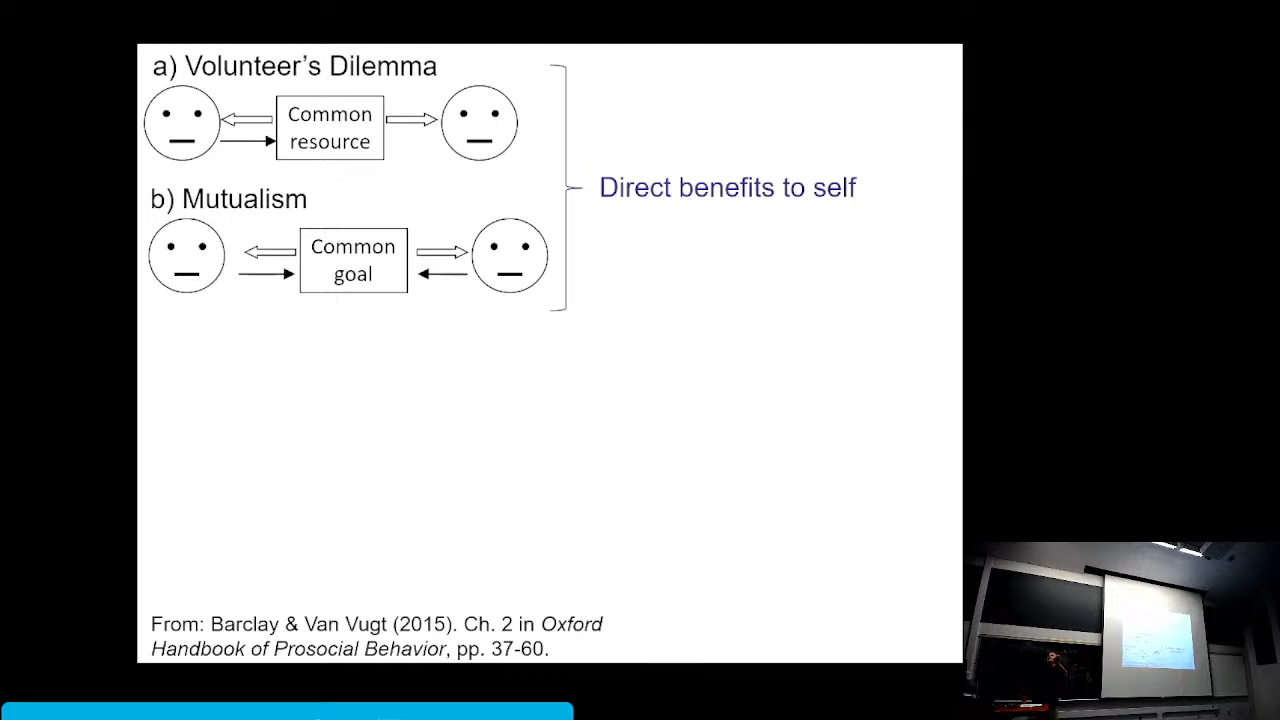 a) Volunteer's Dilemma
Common
resource
b) Mutualism
Common
goal
Direct benefits to self
From: Barclay & Van Vugt (2015). Ch. 2 in Oxford
Handbook of Prosocial Behavior, pp. 37-60.